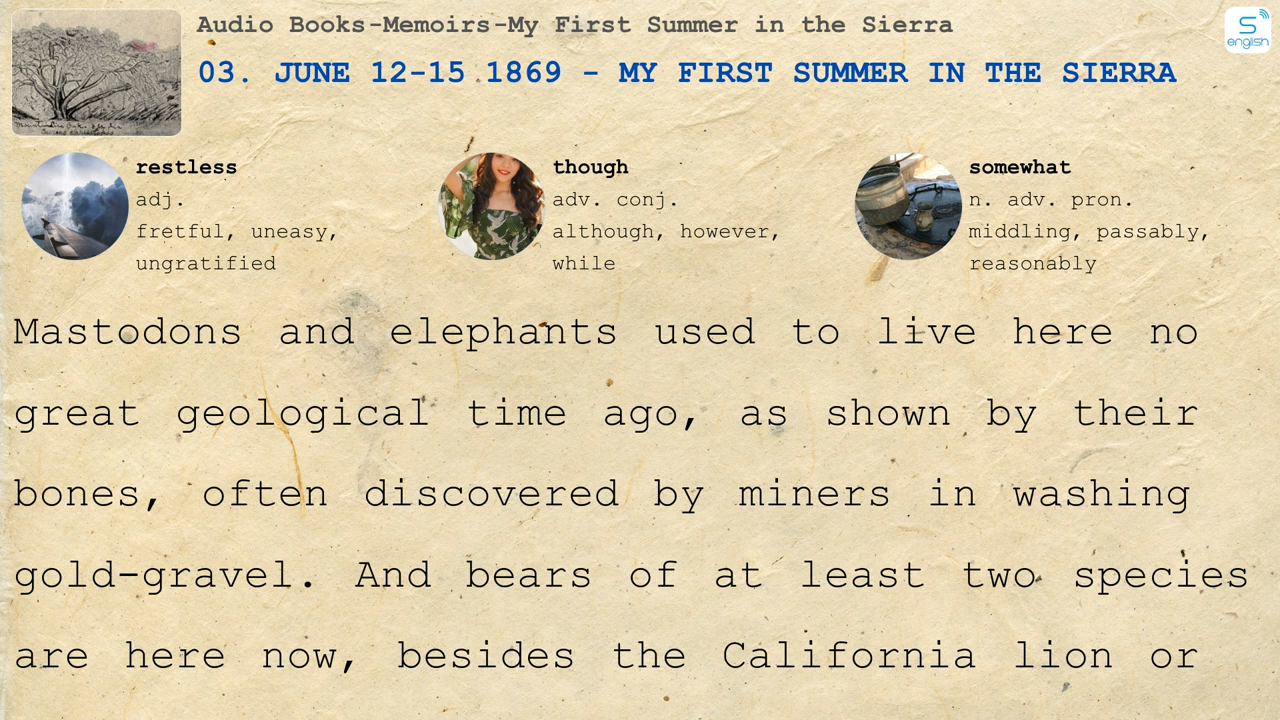 Audio Books-Memoirs-My First Summer in the Sierra
03. JUNE 12-15 1869 - MY FIRST SUMMER IN THE SIERRA
S
english
restless
adj.
fretful, uneasy,
ungratified
though
adv. conj.
although, however,
while
somewhat
n. adv. pron.
middling, passably,
reasonably
Mastodons and elephants used to live here no
great geological time ago, as shown by their
bones, often discovered by miners in washing
gold-gravel. And bears of at least two species
are here now, besides the California lion or